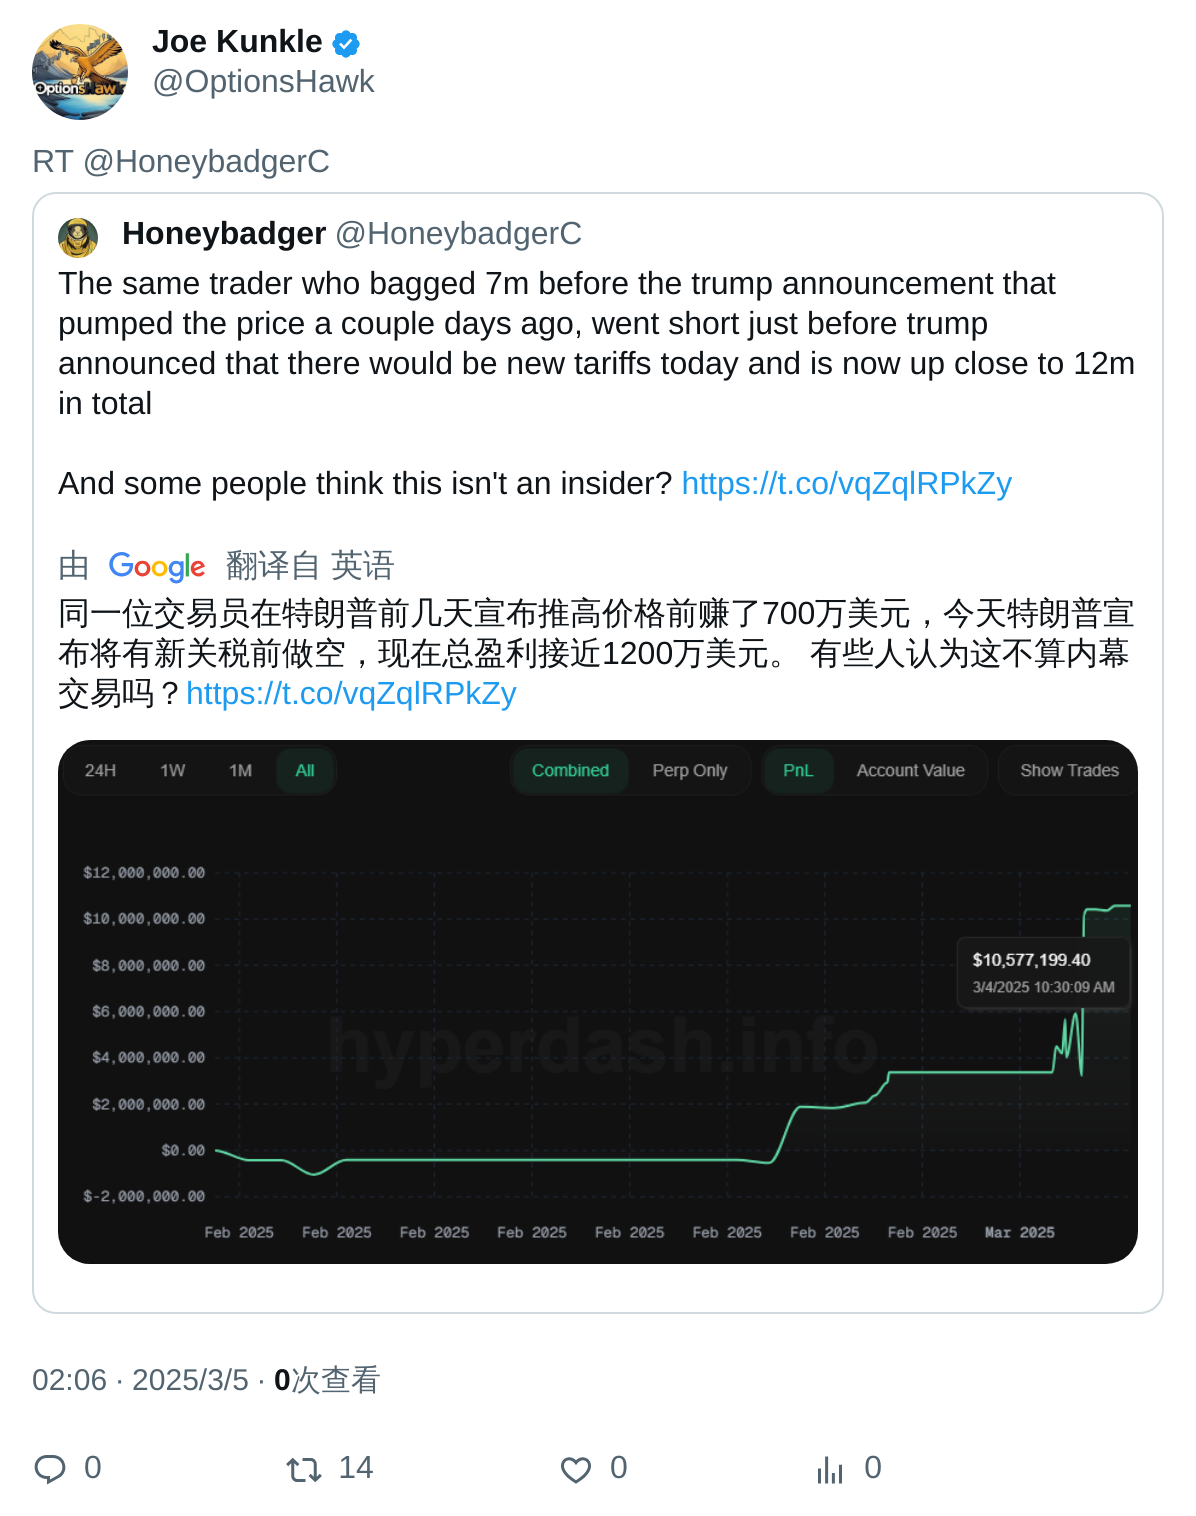 Joe Kunkle
@OptionsHawk
OptionsHawk
RT @HoneybadgerC
Honeybadger @HoneybadgerC
The same trader who bagged 7m before the trump announcement that
pumped the price a couple days ago, went short just before trump
announced that there would be new tariffs today and is now up close to 12m
in total
And some people think this isn't an insider? https://t.co/vqZqlRPkZy
由 Google 翻译自 英语
同一位交易员在特朗普前几天宣布推高价格前赚了700万美元，今天特朗普宣
布将有新关税前做空，现在总盈利接近1200万美元。 有些人认为这不算内幕
交易吗？https://t.co/vqZqlRPkZy
24H 1W 1M All Combined Perp Only PnL Account Value Show Trades
$12,000,000.00
$10,000,000.00
$8,000,000.00
$6,000,000.00
$4,000,000.00
$2,000,000.00
$0.00
$-2,000,000.00
$10,577,199.40
3/4/2025 10:30:09 AM
hyperdash.info
Feb 2025 Feb 2025 Feb 2025 Feb 2025 Feb 2025 Feb 2025 Feb 2025 Feb 2025 Mar 2025
02:06 · 2025/3/5 · 0次查看
0 14 0 0